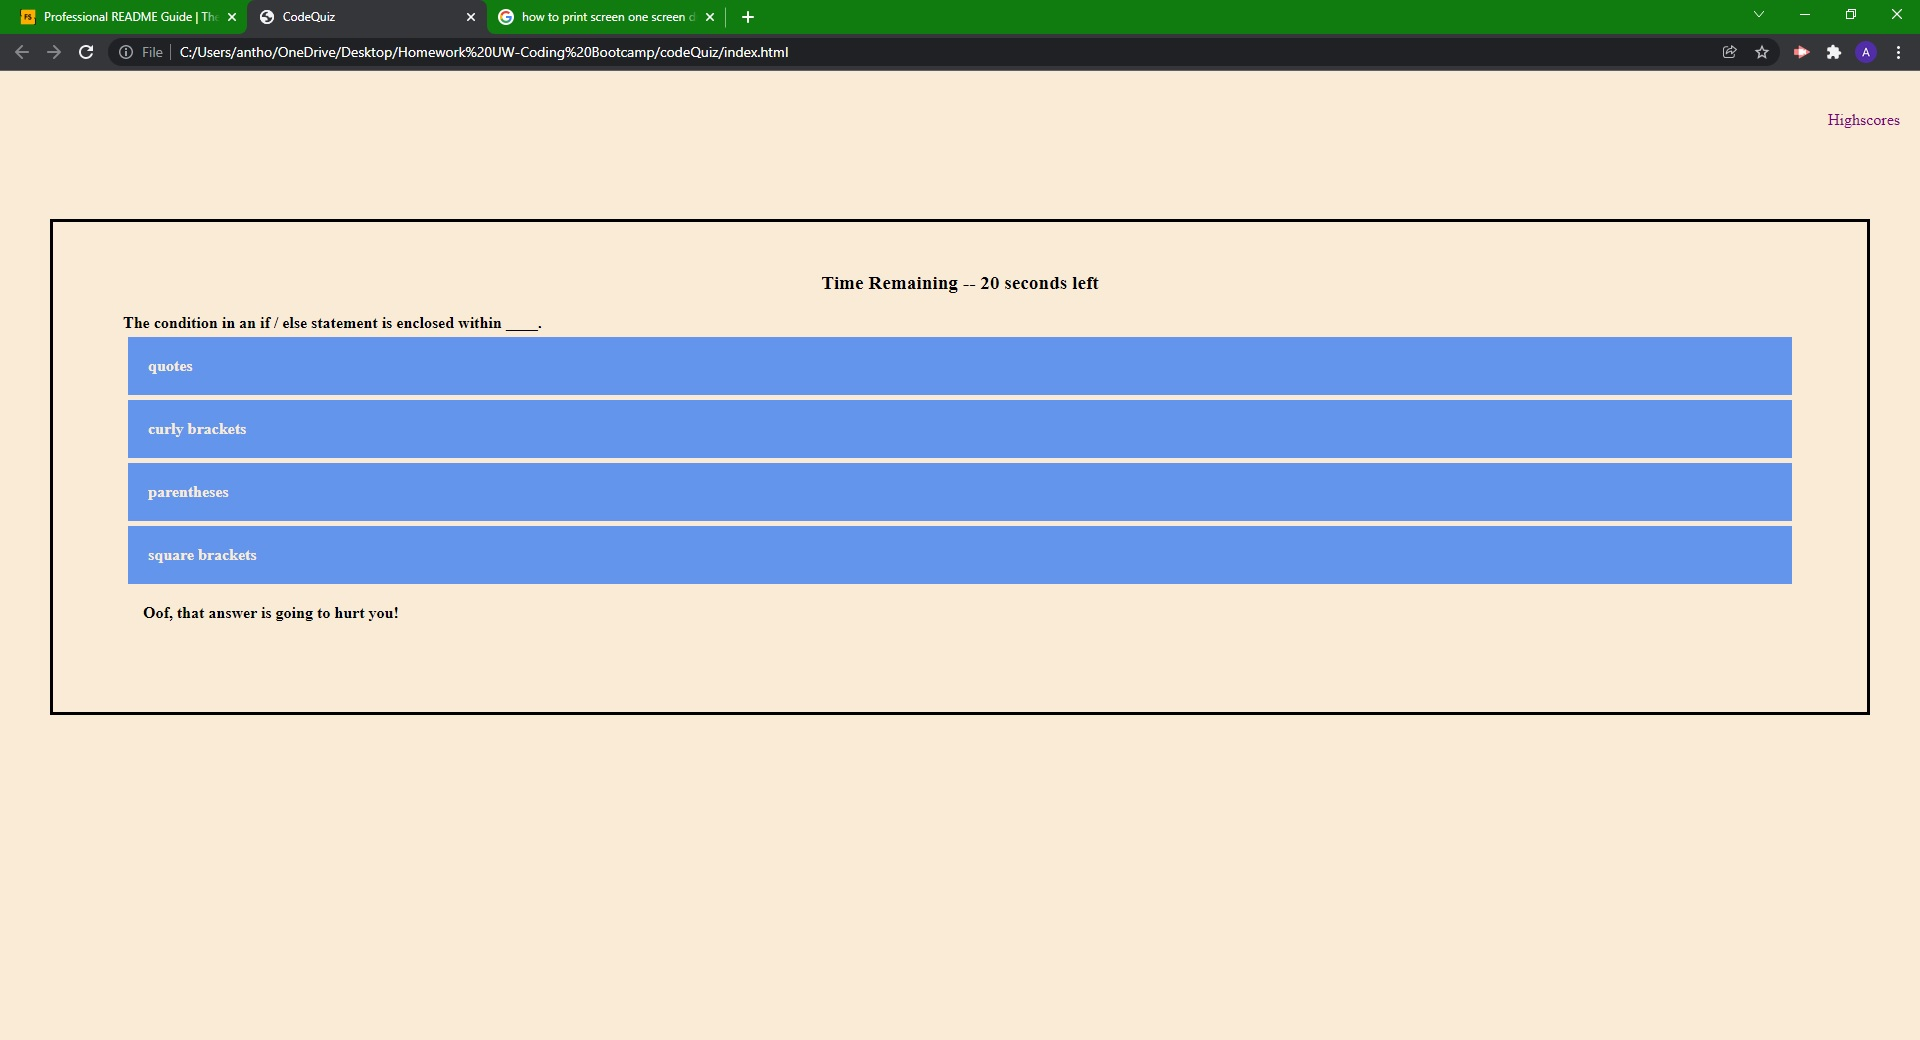 Professional README Guide | The
CodeQuiz
how to print screen one screen d
File
C:/Users/antho/OneDrive/Desktop/Homework%20UW-Coding%20Bootcamp/codeQuiz/index.html
A
Highscores
Time Remaining -- 20 seconds left
The condition in an if / else statement is enclosed within ____.
quotes
curly brackets
parentheses
square brackets
Oof, that answer is going to hurt you!